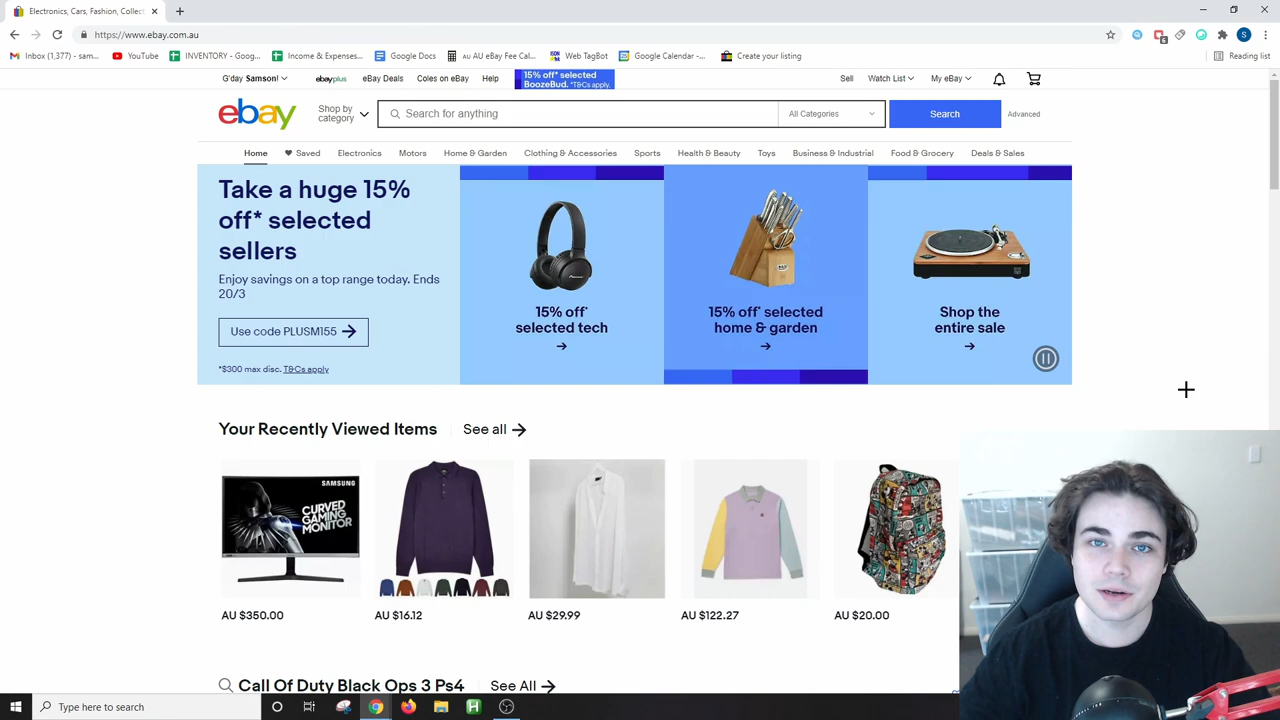 Electronics, Cars, Fashion, Collect
https://www.ebay.com.au
Inbox (1,377) - sam...
YouTube
INVENTORY - Goog...
Income & Expenses...
Google Docs
AU AU eBay Fee Cal...
Web TagBot
Google Calendar -...
Create your listing
Reading list
G'day Samson!
ebayplus
eBay Deals
Coles on eBay
Help
15% off* selected
BoozeBud. *T&Cs apply.
Sell
Watch List
My eBay
ebay
Shop by
category
Search for anything
All Categories
Search
Advanced
Home
Saved
Electronics
Motors
Home & Garden
Clothing & Accessories
Sports
Health & Beauty
Toys
Business & Industrial
Food & Grocery
Deals & Sales
Take a huge 15%
off* selected
sellers
Enjoy savings on a top range today. Ends
20/3
Use code PLUSM155
*$300 max disc. T&Cs apply
15% off*
selected tech
15% off* selected
home & garden
Shop the
entire sale
Your Recently Viewed Items
See all
SAMSUNG
CURVED
GAMING
MONITOR
AU $350.00
AU $16.12
AU $29.99
AU $122.27
AU $20.00
Call Of Duty Black Ops 3 Ps4
See All
Type here to search